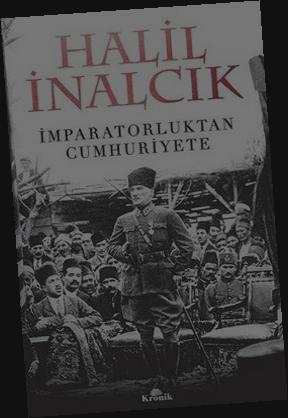 HALİL
İNALCIK
İMPARATORLUKTAN
CUMHURİYETE
Kronik